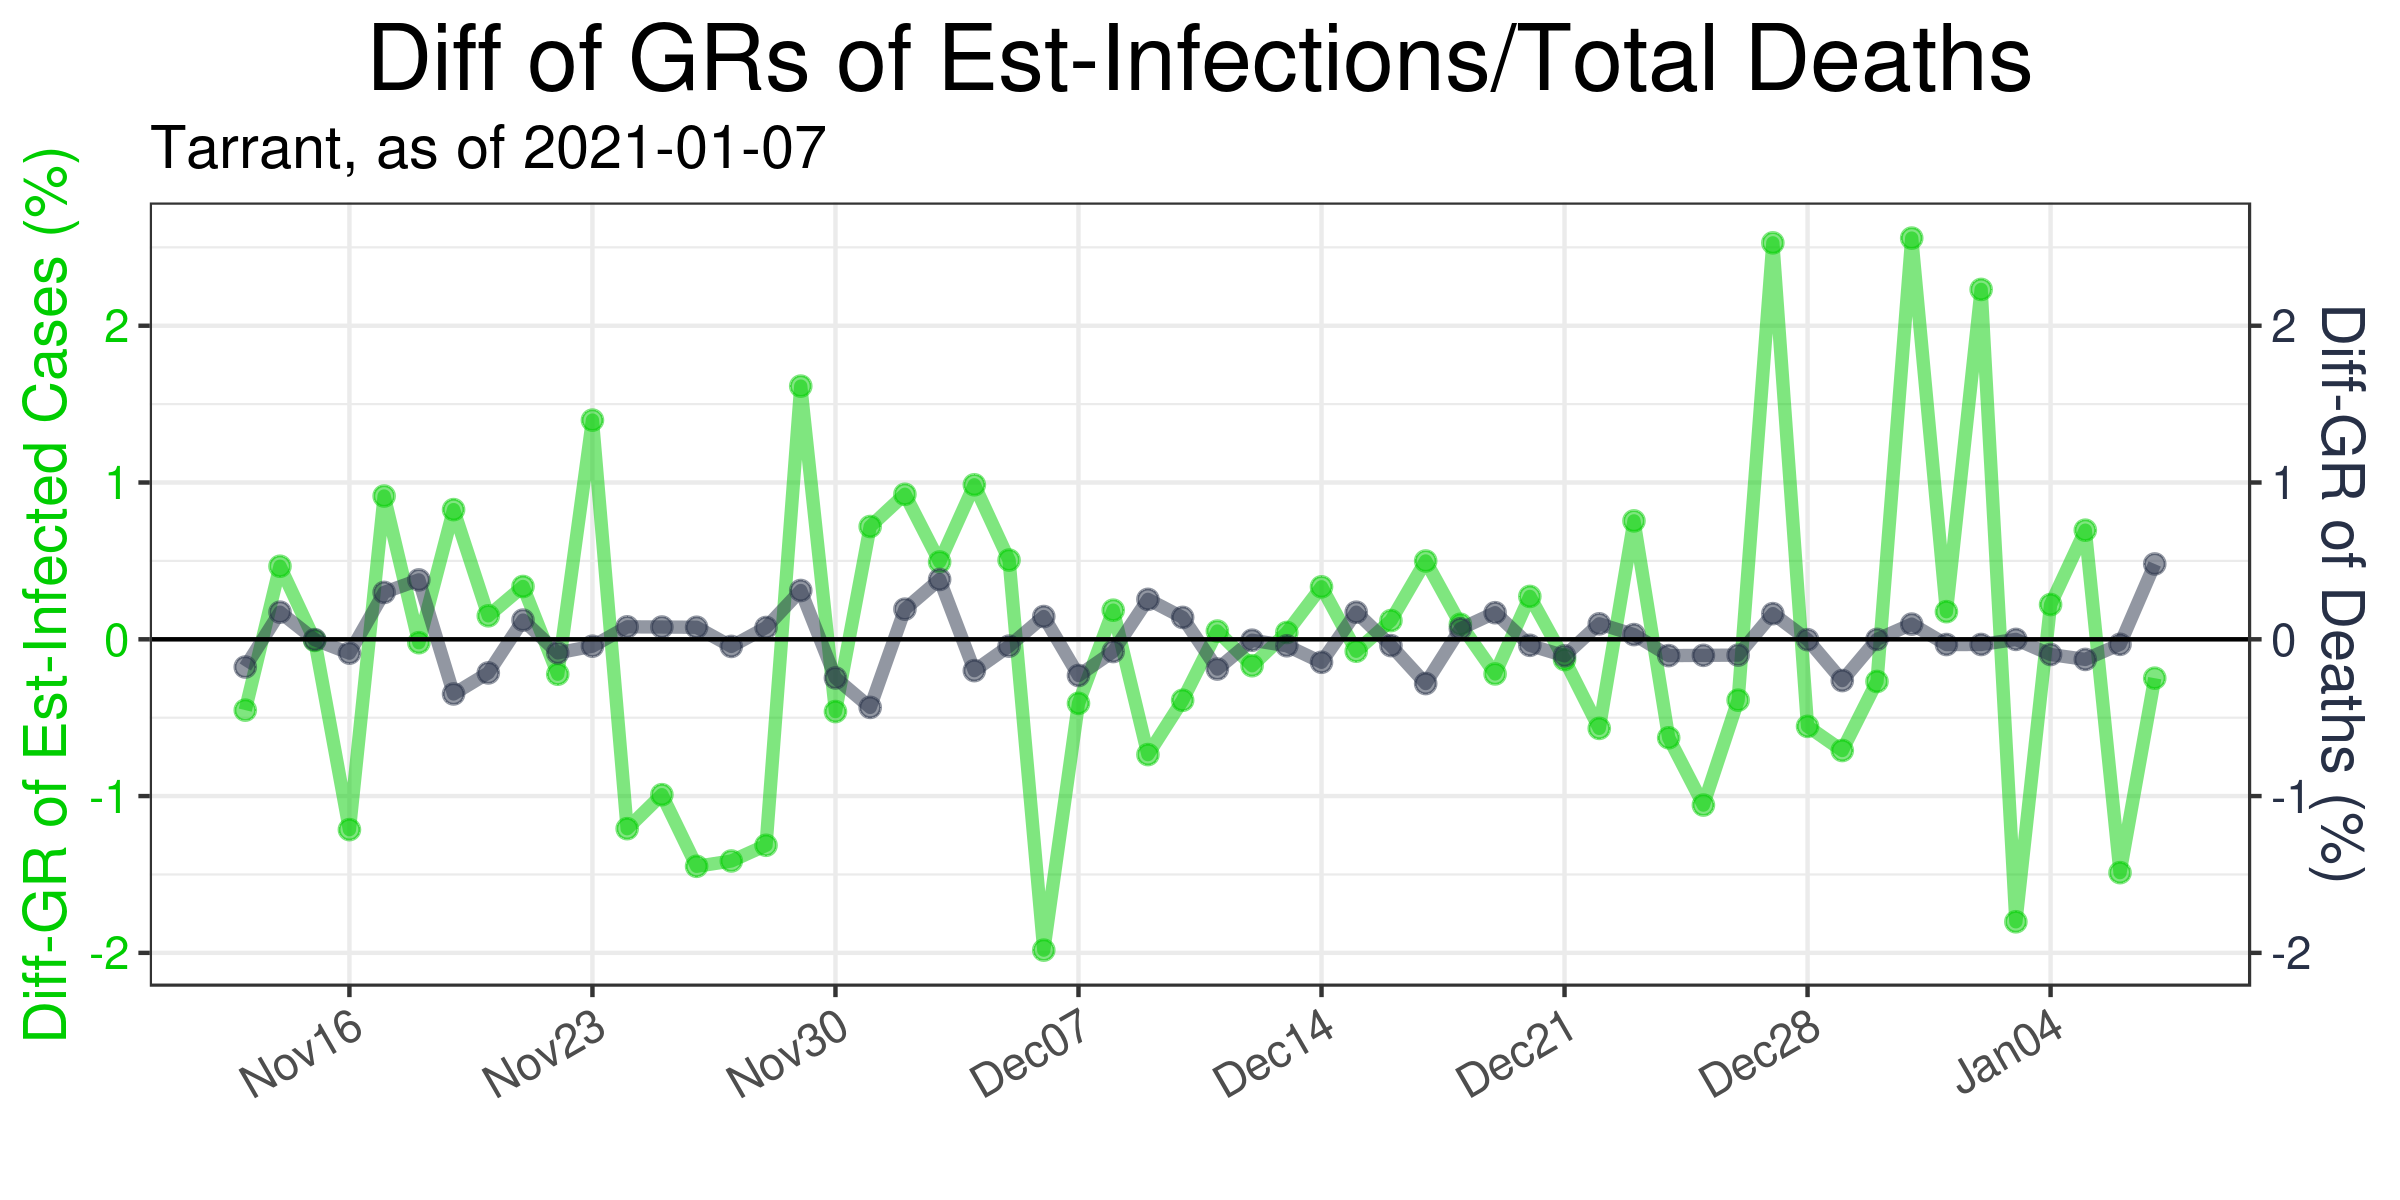 Diff of GRs of Est-Infections/Total Deaths
Tarrant, as of 2021-01-07
Diff-GR of Est-Infected Cases (%)
2
1
0
-1
-2
2
1
0
-1
-2
Diff-GR of Deaths (%)
Nov16
Nov23
Nov30
Dec07
Dec14
Dec21
Dec28
Jan04